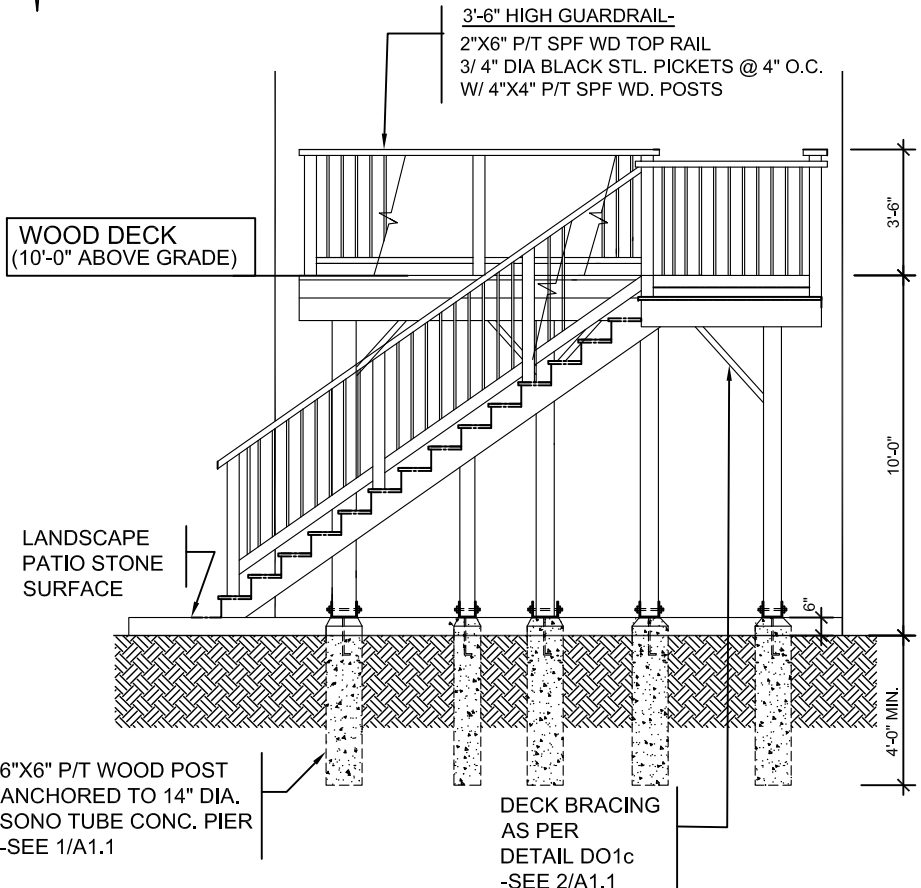 3'-6" HIGH GUARDRAIL-
2"X6" P/T SPF WD TOP RAIL
3/ 4" DIA BLACK STL. PICKETS @ 4" O.C.
W/ 4"X4" P/T SPF WD. POSTS
3'-6"
WOOD DECK
(10'-0" ABOVE GRADE)
10'-0"
LANDSCAPE
PATIO STONE
SURFACE
6"
4'-0" MIN.
6"X6" P/T WOOD POST
ANCHORED TO 14" DIA.
SONO TUBE CONC. PIER
-SEE 1/A1.1
DECK BRACING
AS PER
DETAIL DO1c
-SEE 2/A1.1